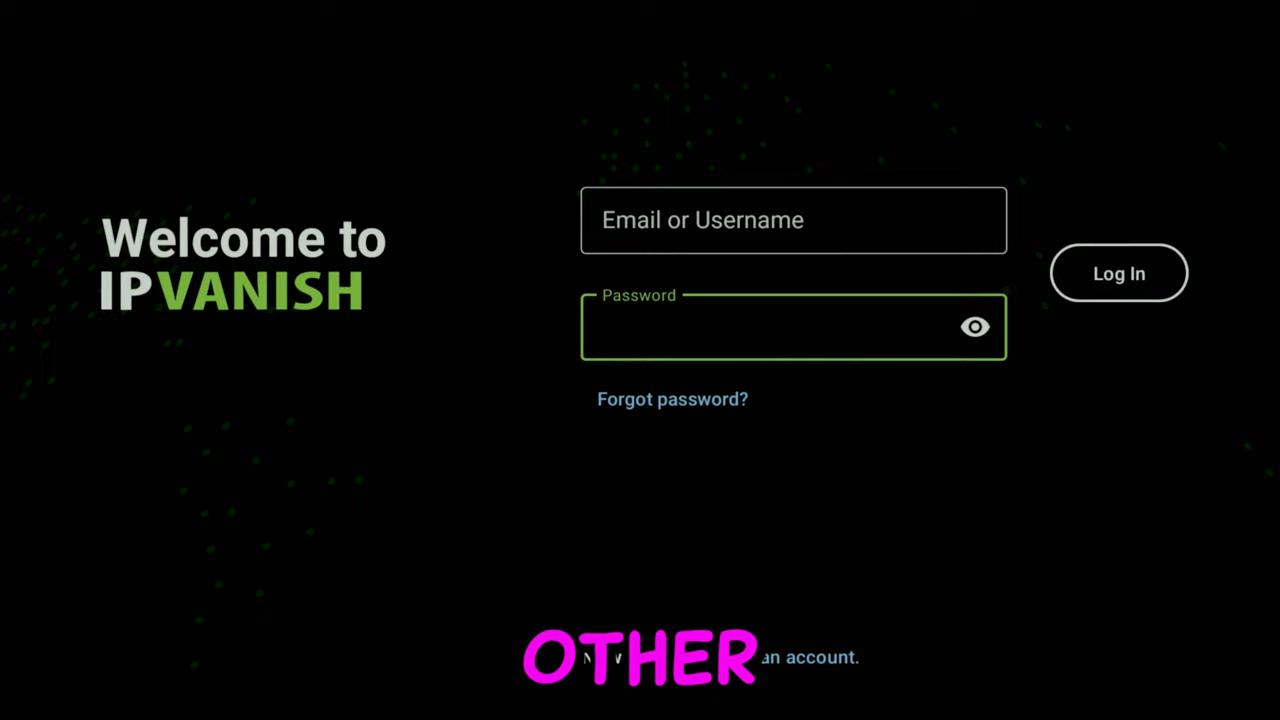 Welcome to
IPVANISH
Email or Username
Password
Log In
Forgot password?
OTHER
an account.